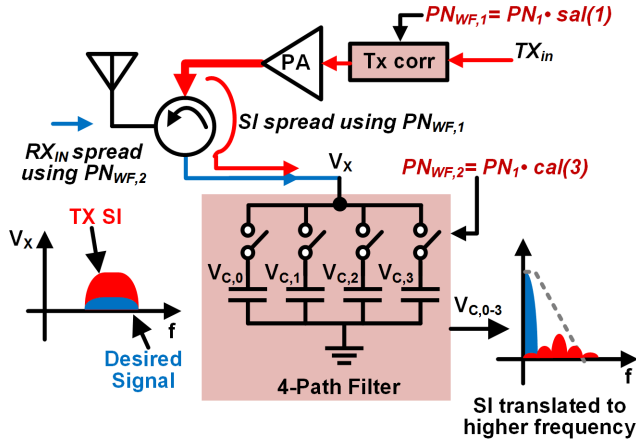 PN_WF,1 = PN_1 • sal(1)
PA
Tx corr
TX_in
SI spread using PN_WF,1
RX_IN spread
using PN_WF,2
V_X
PN_WF,2 = PN_1 • cal(3)
TX SI
V_X
f
Desired
Signal
V_C,0
V_C,1
V_C,2
V_C,3
4-Path Filter
V_C,0-3
f
SI translated to
higher frequency